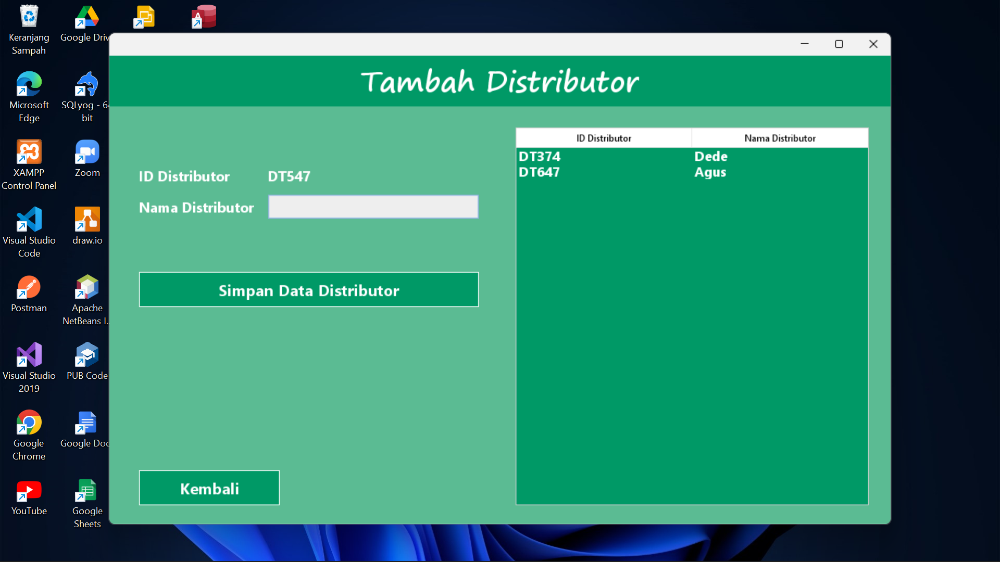 Keranjang
Sampah
Google Driv
Microsoft
Edge
SQLyog - 64
bit
XAMPP
Control Panel
Zoom
Visual Studio
Code
draw.io
Postman
Apache
NetBeans I...
Visual Studio
2019
PUB Code
Google
Chrome
Google Doc
YouTube
Google
Sheets
Tambah Distributor
ID Distributor DT547
Nama Distributor
Simpan Data Distributor
Kembali
ID Distributor Nama Distributor
DT374 Dede
DT647 Agus